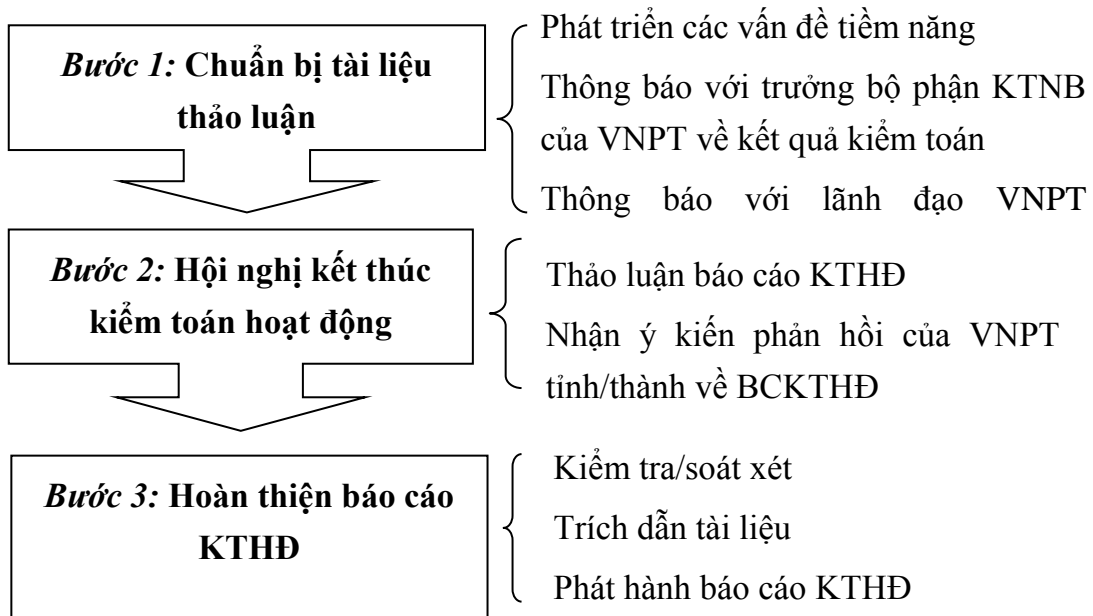 Bước 1: Chuẩn bị tài liệu
thảo luận
Phát triển các vấn đề tiềm năng
Thông báo với trưởng bộ phận KTNB
của VNPT về kết quả kiểm toán
Thông báo với lãnh đạo VNPT
Bước 2: Hội nghị kết thúc
kiểm toán hoạt động
Thảo luận báo cáo KTHĐ
Nhận ý kiến phản hồi của VNPT
tỉnh/thành về BCKTHĐ
Bước 3: Hoàn thiện báo cáo
KTHĐ
Kiểm tra/soát xét
Trích dẫn tài liệu
Phát hành báo cáo KTHĐ